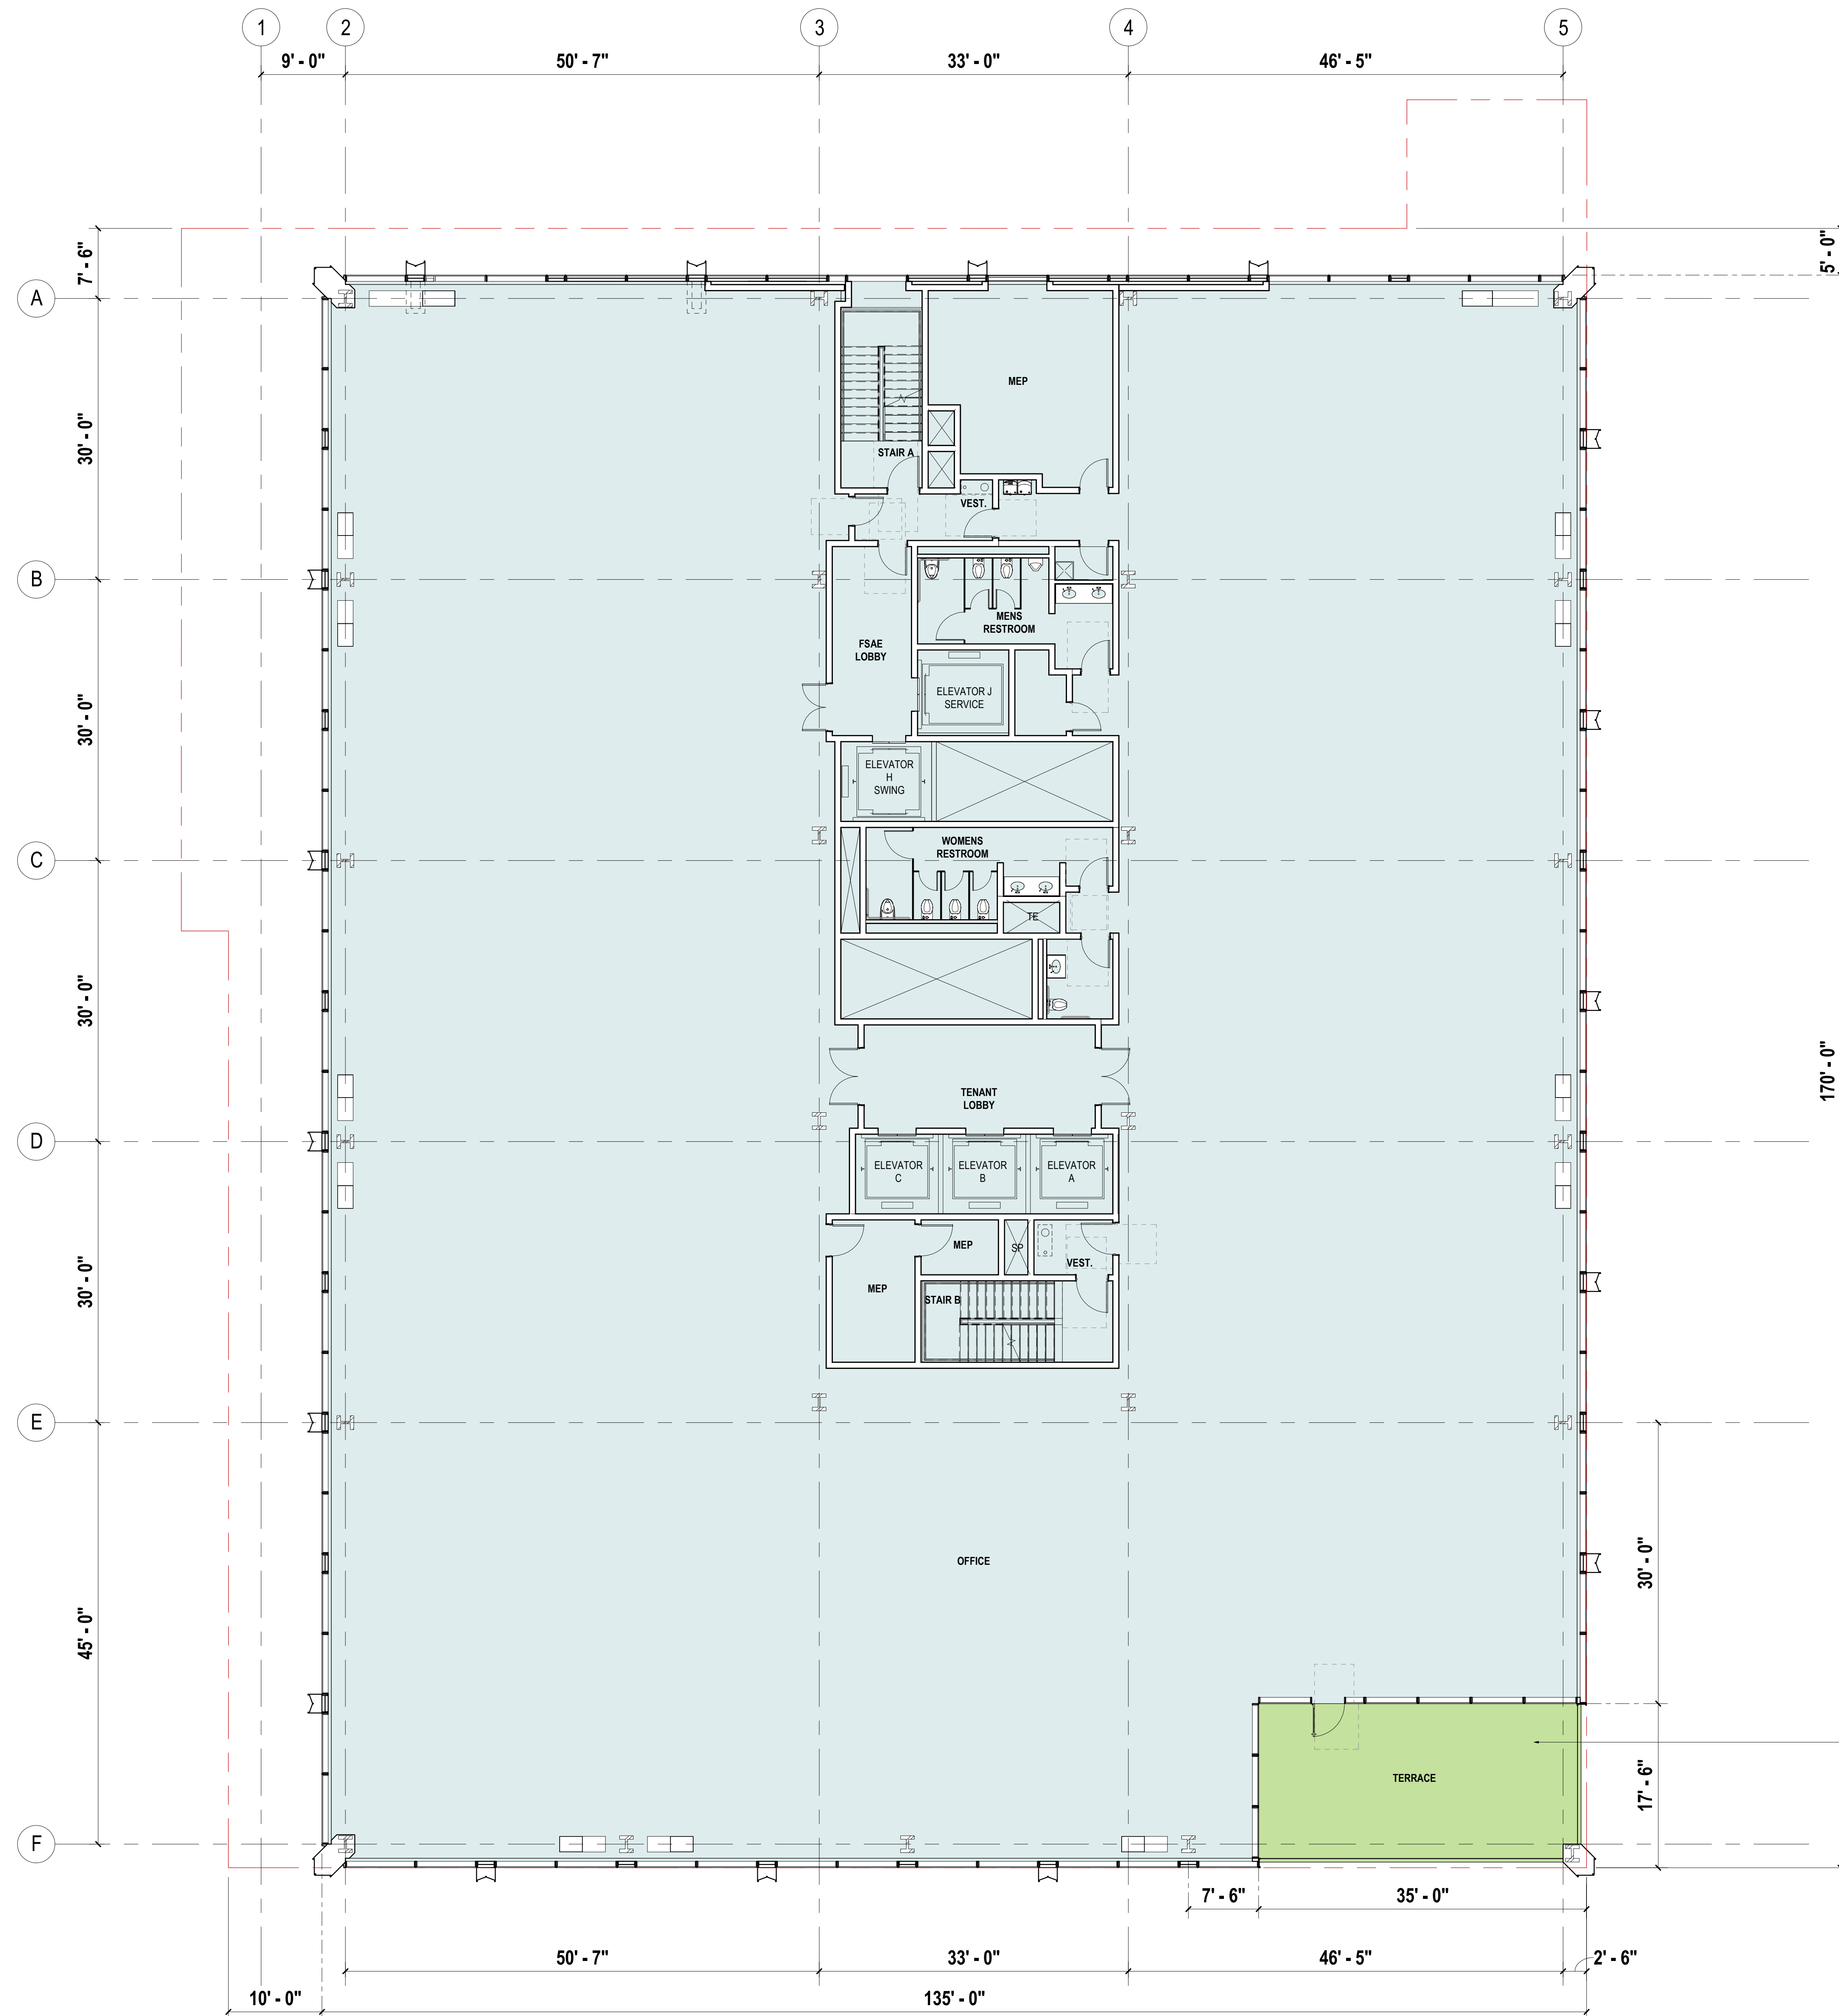 1
2
3
4
5
9' - 0"
50' - 7"
33' - 0"
46' - 5"
7' - 6"
5' - 0"
A
MEP
30' - 0"
STAIR A
VEST.
B
MENS
RESTROOM
FSAE
LOBBY
30' - 0"
ELEVATOR J
SERVICE
ELEVATOR
H
SWING
WOMENS
RESTROOM
C
TE
30' - 0"
170' - 0"
TENANT
LOBBY
D
ELEVATOR
C
ELEVATOR
B
ELEVATOR
A
MEP
SP
VEST.
30' - 0"
MEP
STAIR B
E
OFFICE
30' - 0"
45' - 0"
TERRACE
17' - 6"
F
7' - 6"
35' - 0"
50' - 7"
33' - 0"
46' - 5"
2' - 6"
10' - 0"
135' - 0"